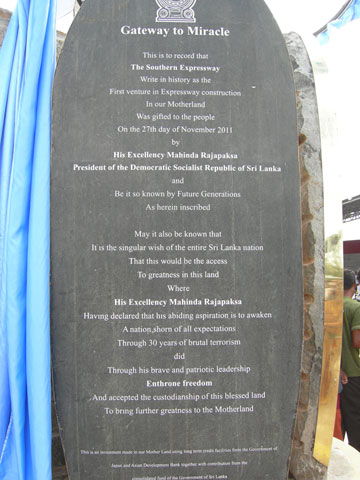 Gateway to Miracle
This is to record that
The Southern Expressway
Write in history as the
First venture in Expressway construction
In our Motherland
Was gifted to the people
On the 27th day of November 2011
by
His Excellency Mahinda Rajapaksa
President of the Democratic Socialist Republic of Sri Lanka
and
Be it so known by Future Generations
As herein inscribed
May it also be known that
It is the singular wish of the entire Sri Lanka nation
That this would be the access
To greatness in this land
Where
His Excellency Mahinda Rajapaksa
Having declared that his abiding aspiration is to awaken
A nation,shorn of all expectations
Through 30 years of brutal terrorism
did
Through his brave and patriotic leadership
Enthrone freedom
And accepted the custodianship of this blessed land
To bring further greatness to the Motherland
This is an investment made in our Mother Land using long term credit facilities from the Government of
Japan and Asian Development Bank together with contribution from the
consolidated fund of the Government of Sri Lanka